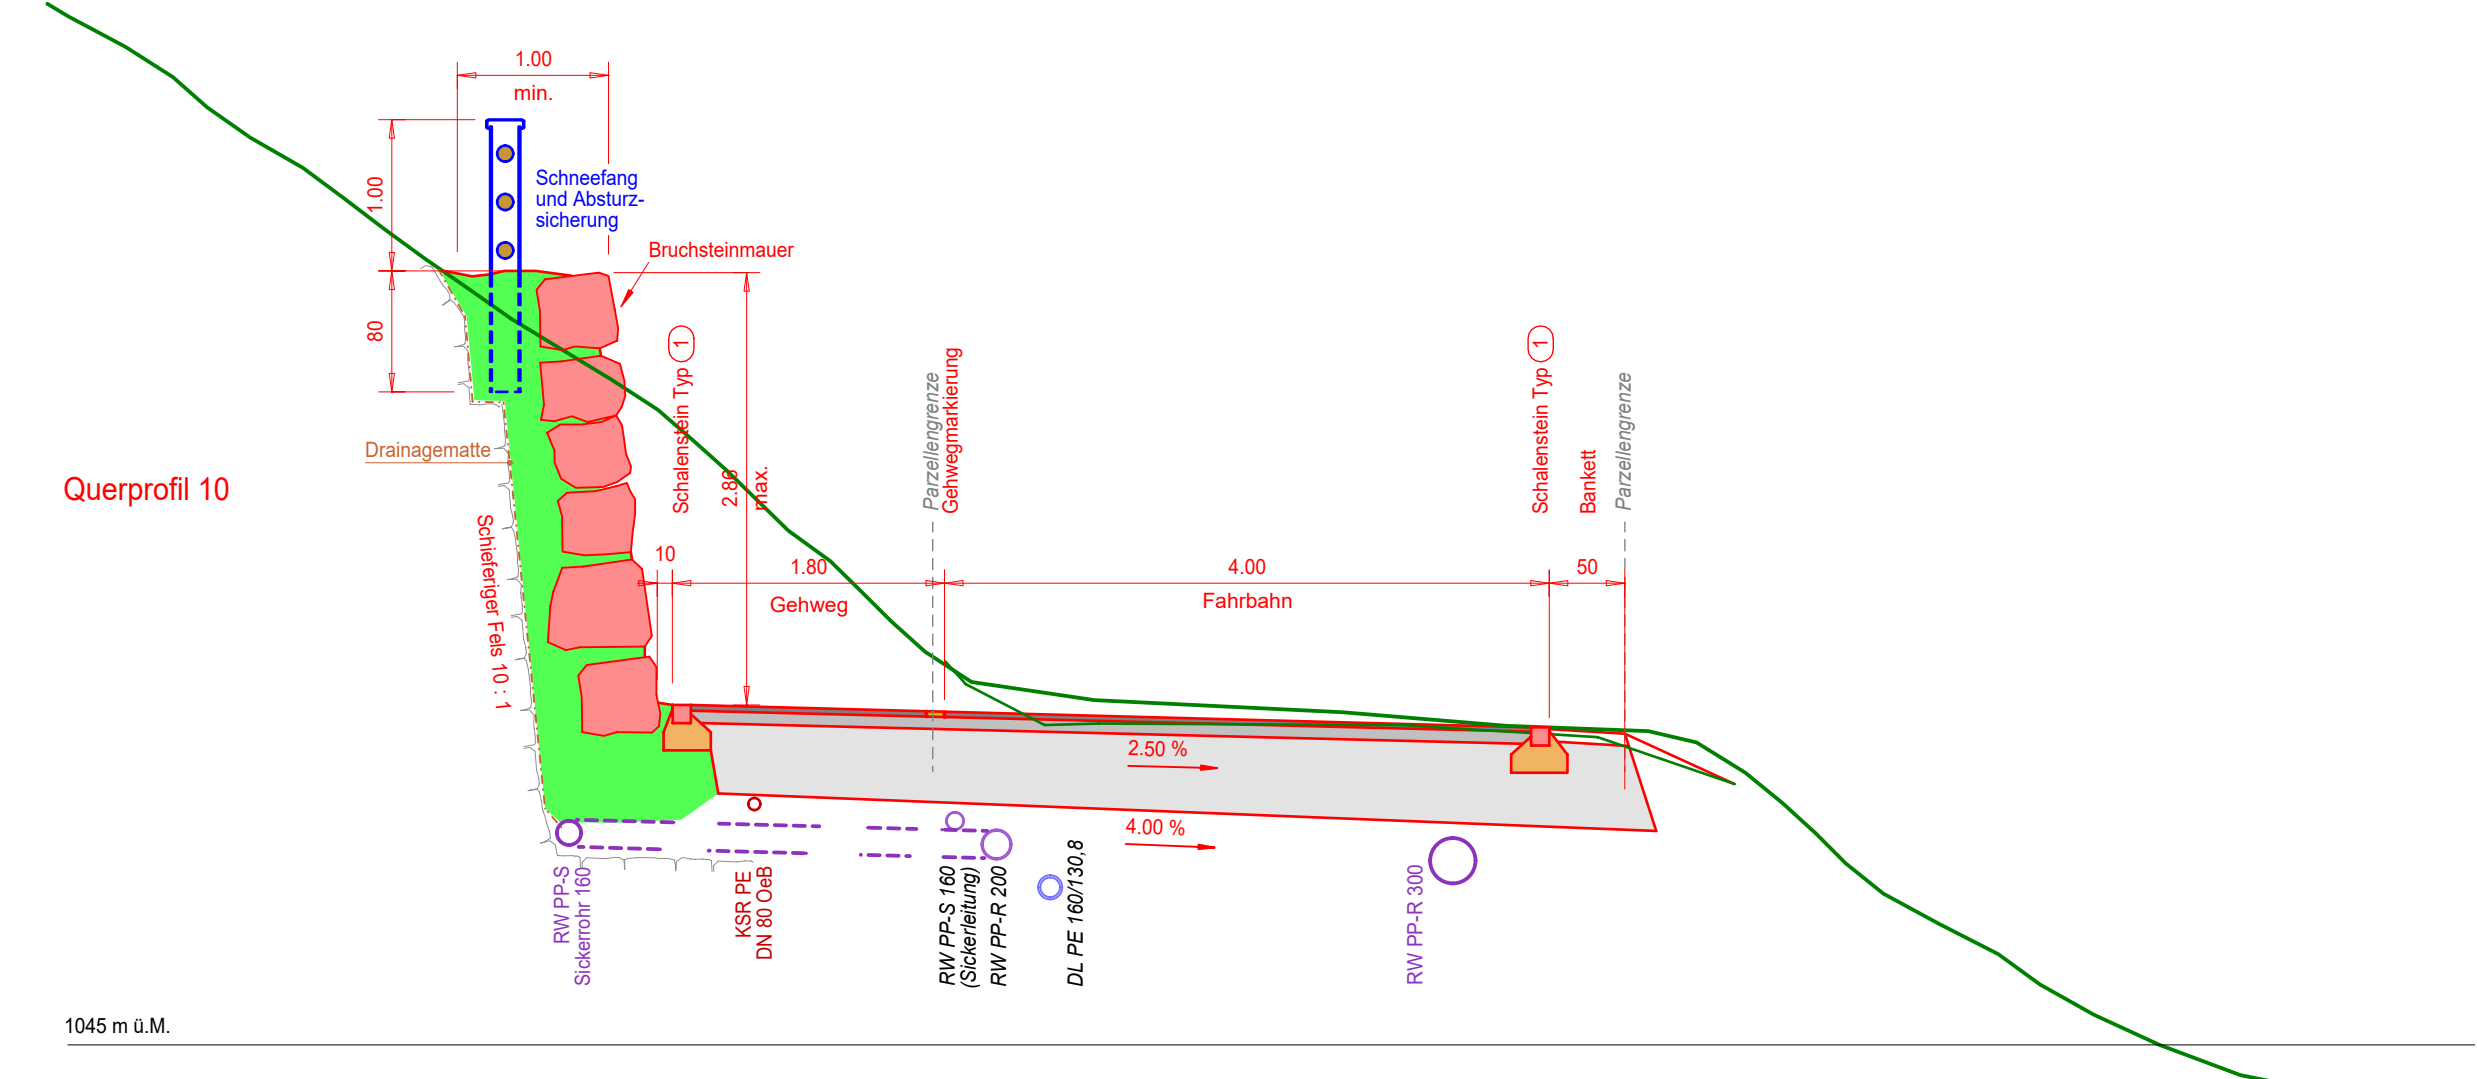 1.00
min.
1.00
Schneefang
und Absturz-
sicherung
Bruchsteinmauer
80
Schalenstein Typ 1
2.86
max.
Parzellengrenze
Gehwegmarkierung
Schalenstein Typ 1
Bankett
Parzellengrenze
Drainagematte
Querprofil 10
Schieferiger Fels 10 : 1
10
1.80
Gehweg
4.00
Fahrbahn
50
2.50 %
4.00 %
RW PP-S
Sickerrohr 160
KSR PE
DN 80 OeB
RW PP-S 160
(Sickerleitung)
RW PP-R 200
DL PE 160/130,8
RW PP-R 300
1045 m ü.M.